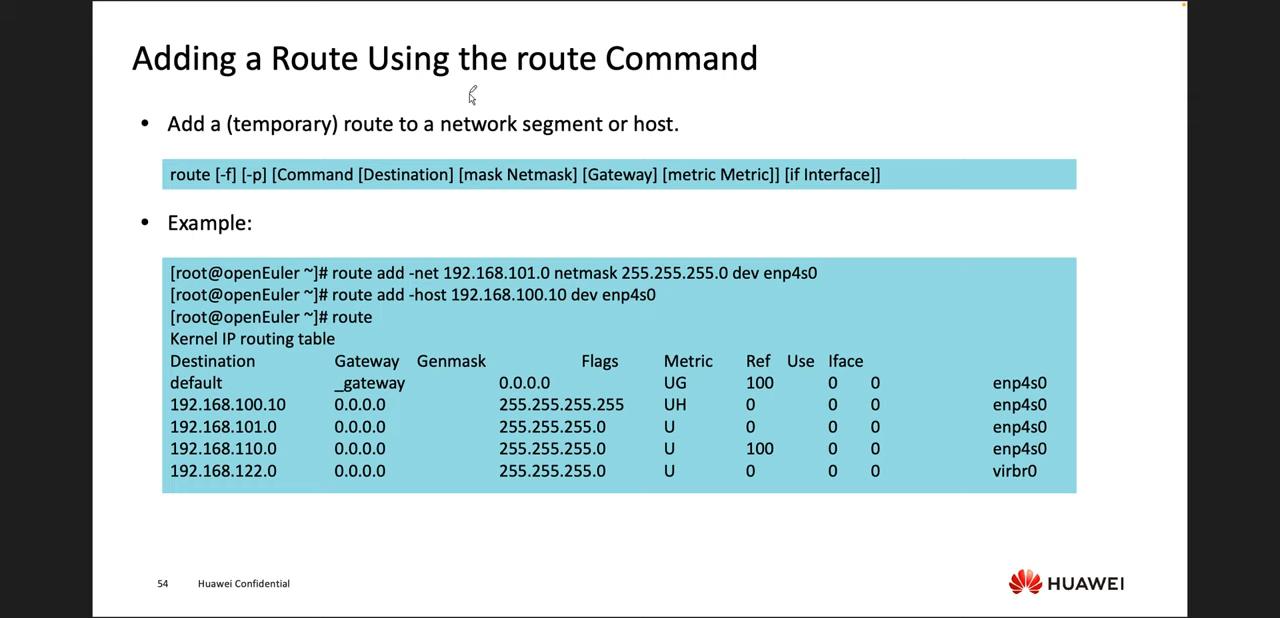 Adding a Route Using the route Command
• Add a (temporary) route to a network segment or host.
route [-f] [-p] [Command [Destination] [mask Netmask] [Gateway] [metric Metric]] [if Interface]]
• Example:
[root@openEuler ~]# route add -net 192.168.101.0 netmask 255.255.255.0 dev enp4s0
[root@openEuler ~]# route add -host 192.168.100.10 dev enp4s0
[root@openEuler ~]# route
Kernel IP routing table
Destination Gateway Genmask Flags Metric Ref Use Iface
default _gateway 0.0.0.0 UG 100 0 0 enp4s0
192.168.100.10 0.0.0.0 255.255.255.255 UH 0 0 0 enp4s0
192.168.101.0 0.0.0.0 255.255.255.0 U 0 0 0 enp4s0
192.168.110.0 0.0.0.0 255.255.255.0 U 100 0 0 enp4s0
192.168.122.0 0.0.0.0 255.255.255.0 U 0 0 0 virbr0
54 Huawei Confidential
HUAWEI